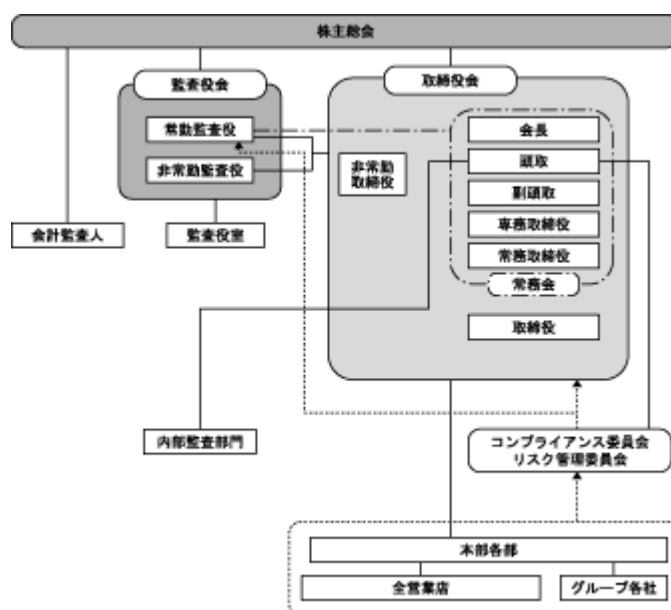 株主総会
監査役会
取締役会
常勤監査役
会長
非常勤監査役
非常勤
取締役
頭取
副頭取
専務取締役
会計監査人
監査役室
常務取締役
常務会
取締役
内部監査部門
コンプライアンス委員会
リスク管理委員会
本部各部
全営業店
グループ各社